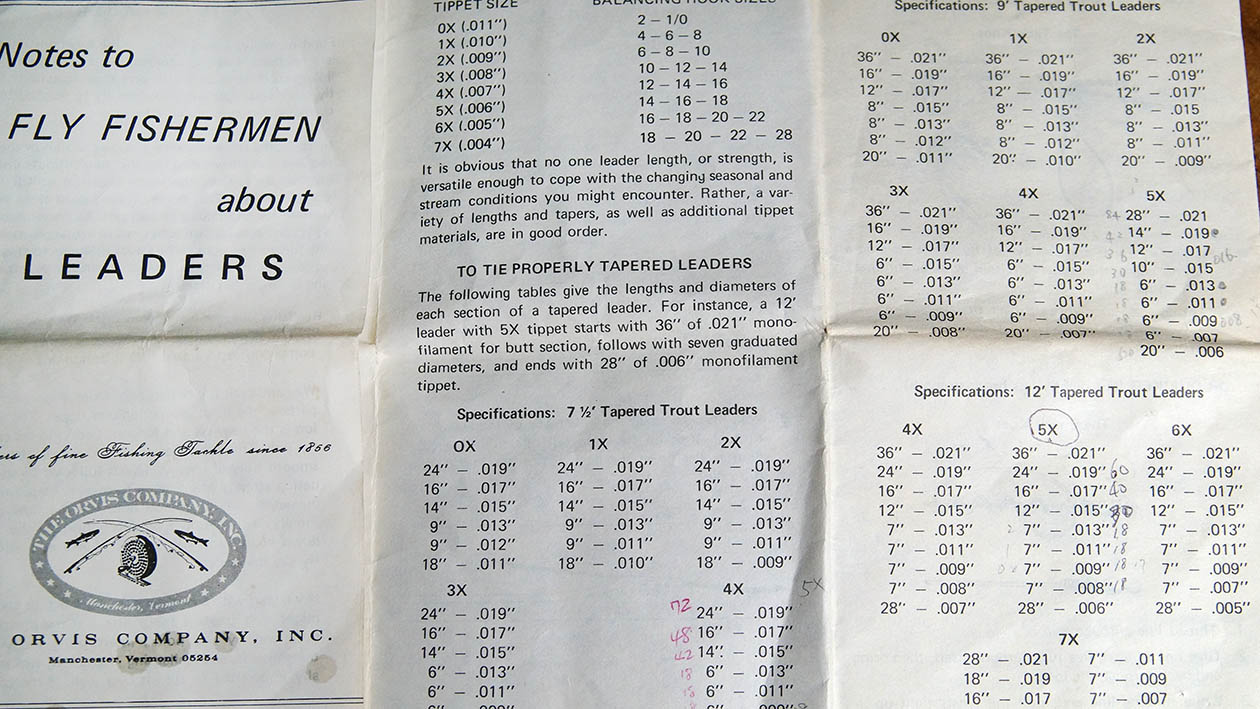 Notes to
FLY FISHERMEN
about
LEADERS
of fine Fishing Tackle since 1856
THE ORVIS COMPANY, INC.
Manchester, Vermont
ORVIS COMPANY, INC.
Manchester, Vermont 05254
TIPPET SIZE BALANCING HOOK SIZES
0X (.011") 2 – 1/0
1X (.010") 4 – 6 – 8
2X (.009") 6 – 8 – 10
3X (.008") 10 – 12 – 14
4X (.007") 12 – 14 – 16
5X (.006") 14 – 16 – 18
6X (.005") 16 – 18 – 20 – 22
7X (.004") 18 – 20 – 22 – 28
It is obvious that no one leader length, or strength, is
versatile enough to cope with the changing seasonal and
stream conditions you might encounter. Rather, a var-
iety of lengths and tapers, as well as additional tippet
materials, are in good order.
TO TIE PROPERLY TAPERED LEADERS
The following tables give the lengths and diameters of
each section of a tapered leader. For instance, a 12'
leader with 5X tippet starts with 36" of .021" mono-
filament for butt section, follows with seven graduated
diameters, and ends with 28" of .006" monofilament
tippet.
Specifications: 7 ½' Tapered Trout Leaders
0X 1X 2X
24" – .019" 24" – .019" 24" – .019"
16" – .017" 16" – .017" 16" – .017"
14" – .015" 14" – .015" 14" – .015"
9" – .013" 9" – .013" 9" – .013"
9" – .012" 9" – .011" 9" – .011"
18" – .011" 18" – .010" 18" – .009"
3X 4X 5X
24" – .019" 72 24" – .019"
16" – .017" 48 16" – .017"
14" – .015" 42 14" – .015"
6" – .013" 18 6" – .013"
6" – .011" 18 6" – .011"
Specifications: 9' Tapered Trout Leaders
0X 1X 2X
36" – .021" 36" – .021" 36" – .021"
16" – .019" 16" – .019" 16" – .019"
12" – .017" 12" – .017" 12" – .017"
8" – .015" 8" – .015" 8" – .015
8" – .013" 8" – .013" 8" – .013"
8" – .012" 8" – .012" 8" – .011"
20" – .011" 20" – .010" 20" – .009"
3X 4X 5X
36" – .021" 36" – .021" 84 28" – .021
16" – .019" 16" – .019" 42 14" – .019
12" – .017" 12" – .017" 36 12" – .017
6" – .015" 6" – .015" 30 10" – .015 016
6" – .013" 6" – .013" 18 6" – .013
6" – .011" 6" – .011" 18 6" – .011
6" – .009" 6" – .009" 18 6" – .009 008
20" – .008" 20" – .007" 6" – .007
60 20" – .006
Specifications: 12' Tapered Trout Leaders
4X 5X 6X
36" – .021" 36" – .021" 36" – .021"
24" – .019" 24" – .019" 60 24" – .019"
16" – .017" 16" – .017" 40 16" – .017"
12" – .015" 12" – .015" 12" – .015"
7" – .013" 7" – .013" 18 7" – .013"
7" – .011" 7" – .011" 18 7" – .011"
7" – .009" 7" – .009" 18 7" – .009"
7" – .008" 7" – .008" 18 7" – .007"
28" – .007" 28" – .006" 28" – .005"
7X
28" – .021 7" – .011
18" – .019 7" – .009
16" – .017 7" – .007